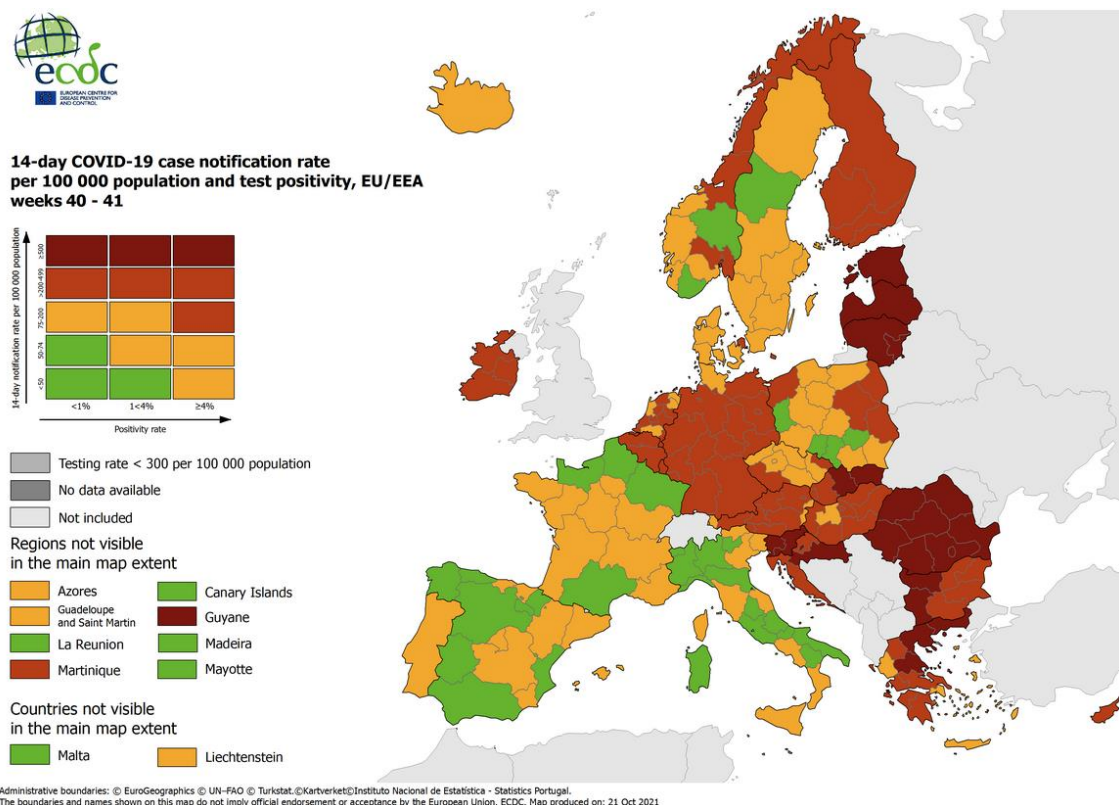 ecdc
EUROPEAN CENTRE FOR
DISEASE PREVENTION
AND CONTROL
14-day COVID-19 case notification rate
per 100 000 population and test positivity, EU/EEA
weeks 40 - 41
14-day notification rate per 100 000 population
≥500
>200-499
75-200
50-74
<50
<1%
1<4%
≥4%
Positivity rate
Testing rate < 300 per 100 000 population
No data available
Not included
Regions not visible
in the main map extent
Azores
Canary Islands
Guadeloupe
and Saint Martin
Guyane
La Reunion
Madeira
Martinique
Mayotte
Countries not visible
in the main map extent
Malta
Liechtenstein
Administrative boundaries: © EuroGeographics © UN–FAO © Turkstat.©Kartverket©Instituto Nacional de Estatística - Statistics Portugal.
The boundaries and names shown on this map do not imply official endorsement or acceptance by the European Union. ECDC. Map produced on: 21 Oct 2021